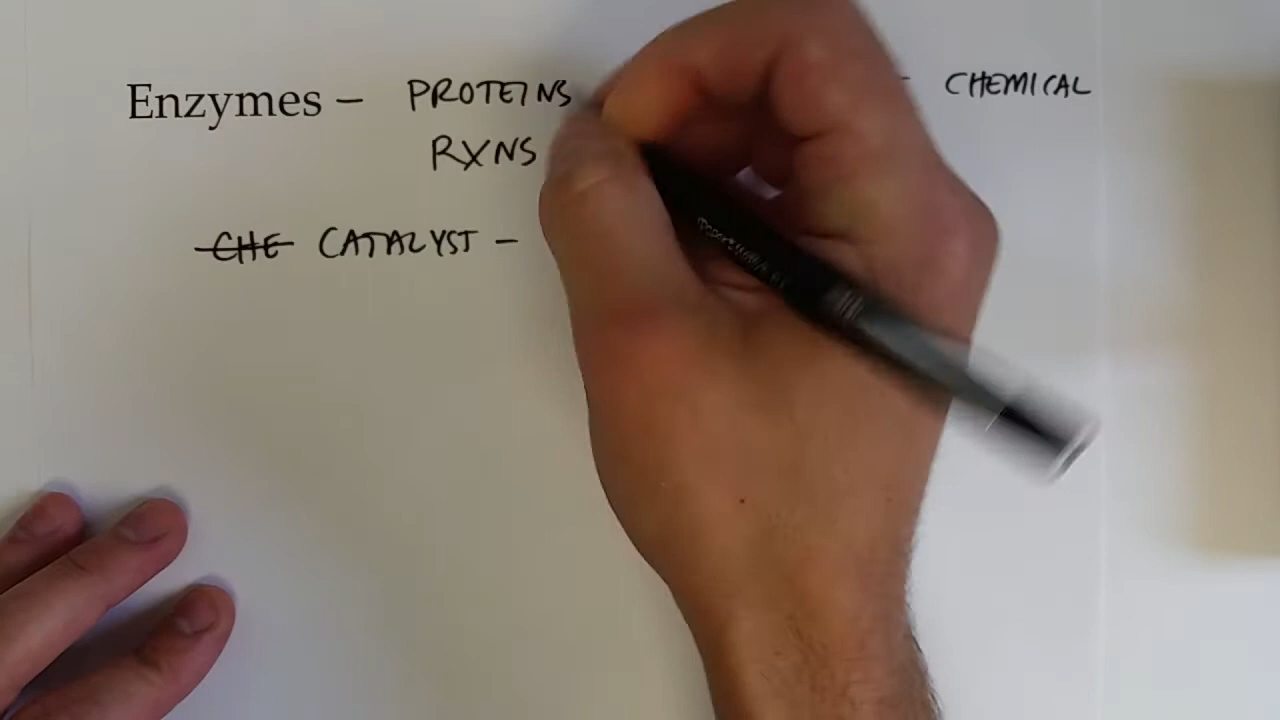 Enzymes – PROTEINS - CHEMICAL
RXNS
CHE CATALYST –